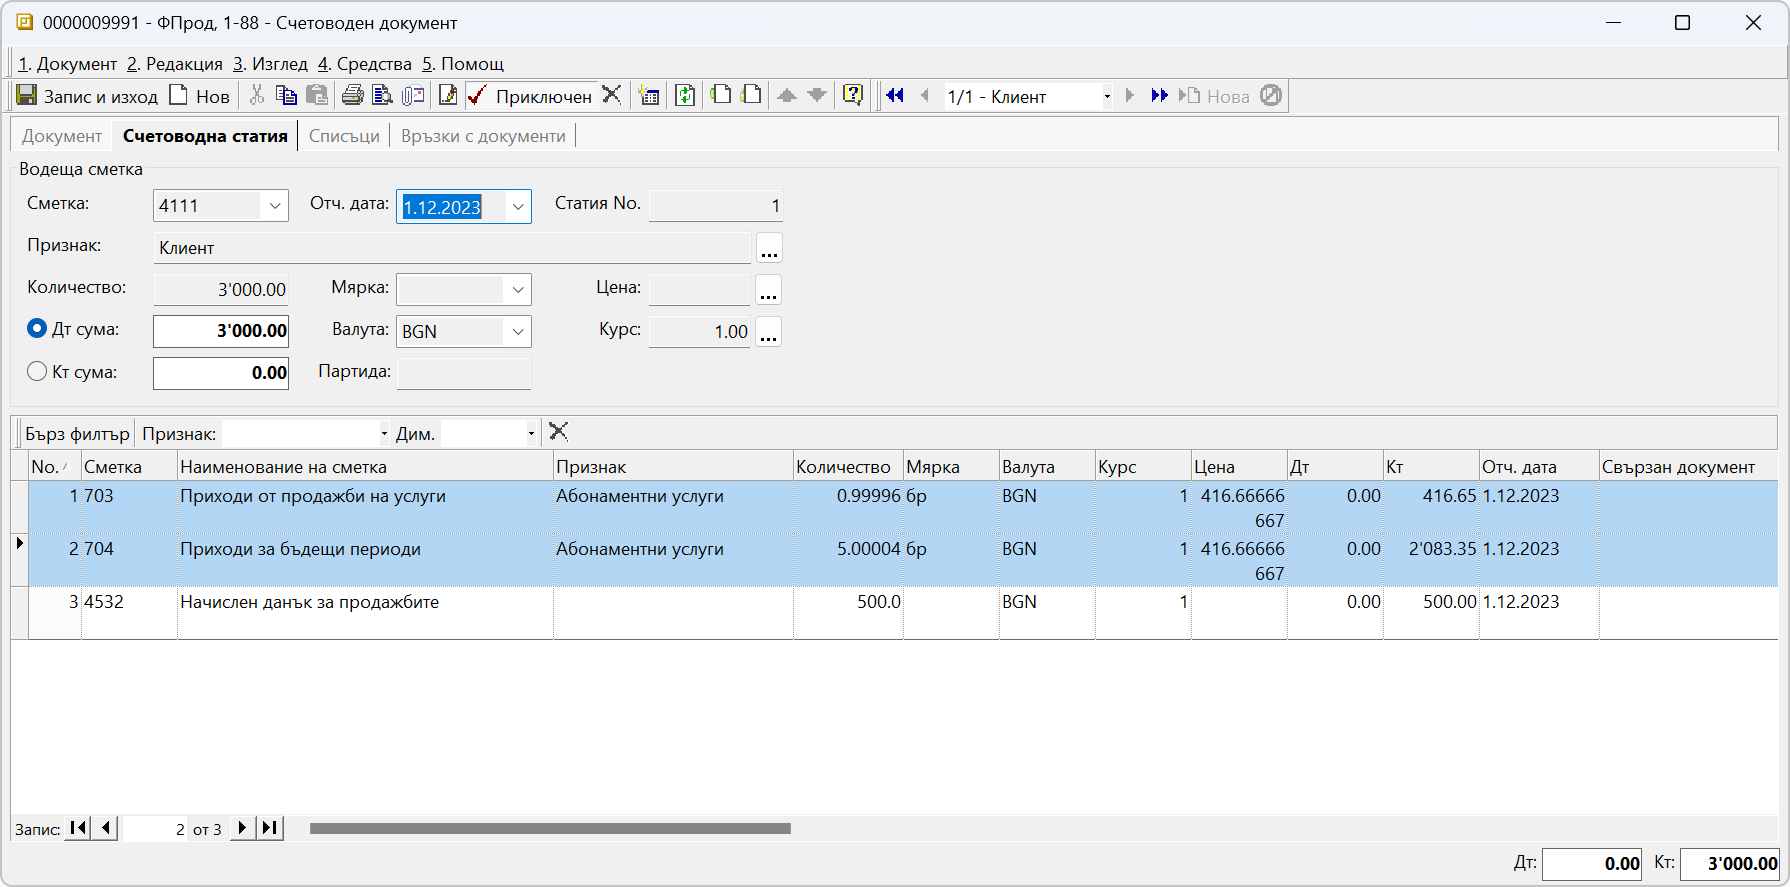 0000009991 - ФПрод, 1-88 - Счетоводен документ
1. Документ 2. Редакция 3. Изглед 4. Средства 5. Помощ
Запис и изход Нов Приключен 1/1 - Клиент Нова
Документ Счетоводна статия Списъци Връзки с документи
Водеща сметка
Сметка: 4111 Отч. дата: 1.12.2023 Статия No. 1
Признак: Клиент ...
Количество: 3'000.00 Мярка: Цена: ...
Дт сума: 3'000.00 Валута: BGN Курс: 1.00 ...
Кт сума: 0.00 Партида:
Бърз филтър Признак: Дим.
No. Сметка Наименование на сметка Признак Количество Мярка Валута Курс Цена Дт Кт Отч. дата Свързан документ
1 703 Приходи от продажби на услуги Абонаментни услуги 0.99996 бр BGN 1 416.66666 0.00 416.65 1.12.2023
667
2 704 Приходи за бъдещи периоди Абонаментни услуги 5.00004 бр BGN 1 416.66666 0.00 2'083.35 1.12.2023
667
3 4532 Начислен данък за продажбите 500.0 BGN 1 0.00 500.00 1.12.2023
Запис: 2 от 3
Дт: 0.00 Кт: 3'000.00